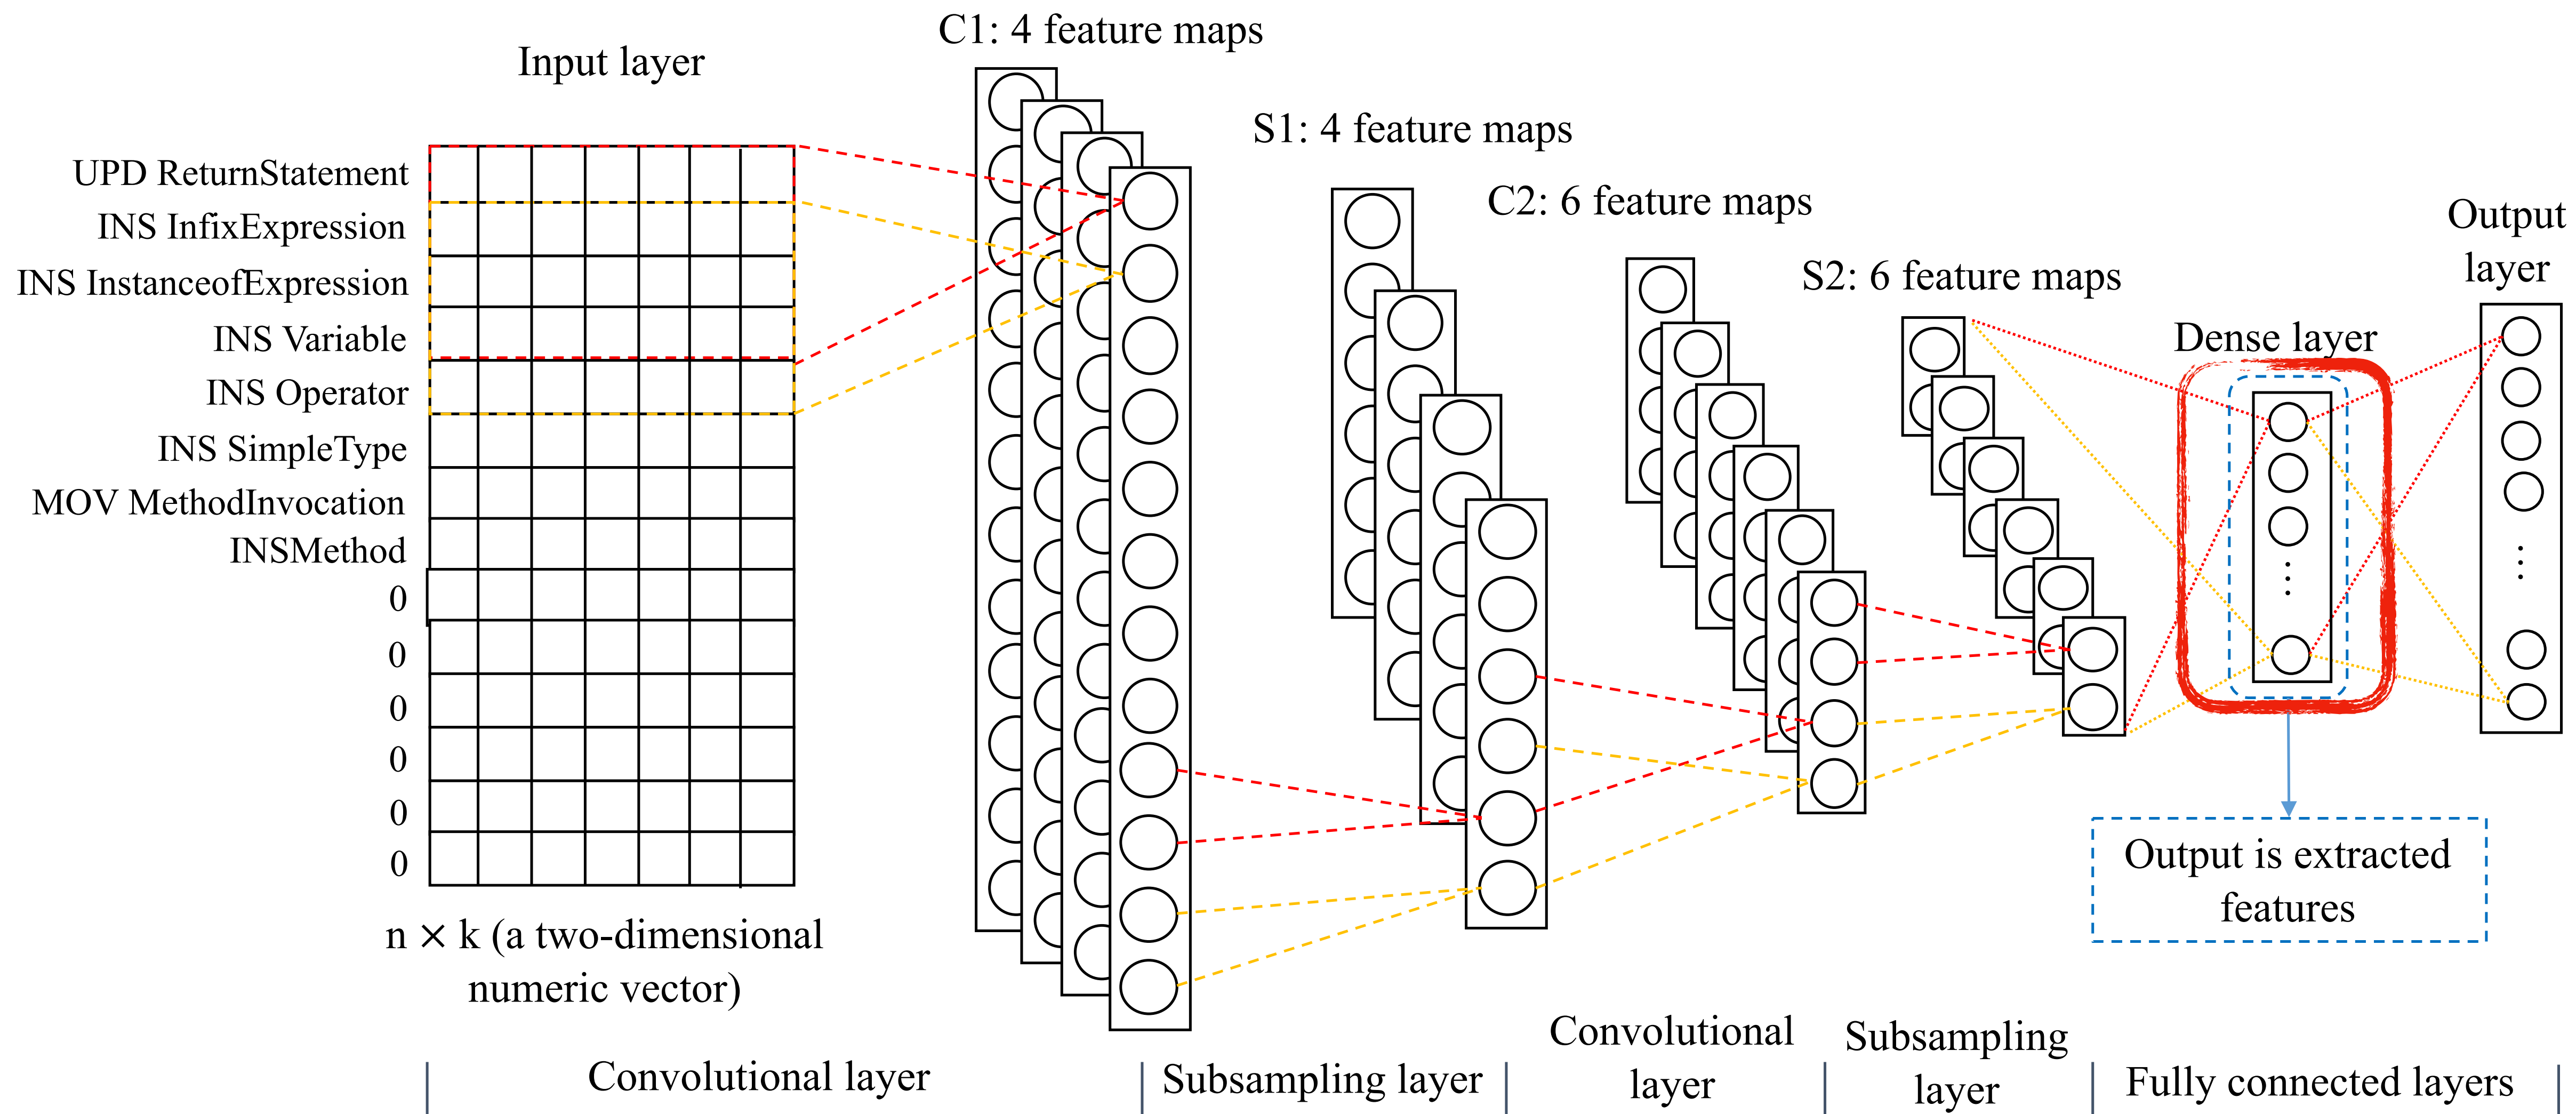 C1: 4 feature maps
Input layer
S1: 4 feature maps
C2: 6 feature maps
Output
layer
S2: 6 feature maps
Dense layer
UPD ReturnStatement
INS InfixExpression
INS InstanceofExpression
INS Variable
INS Operator
INS SimpleType
MOV MethodInvocation
INSMethod
0
0
0
0
0
0
n × k (a two-dimensional
numeric vector)
Output is extracted
features
Convolutional layer
Subsampling layer
Convolutional
layer
Subsampling
layer
Fully connected layers